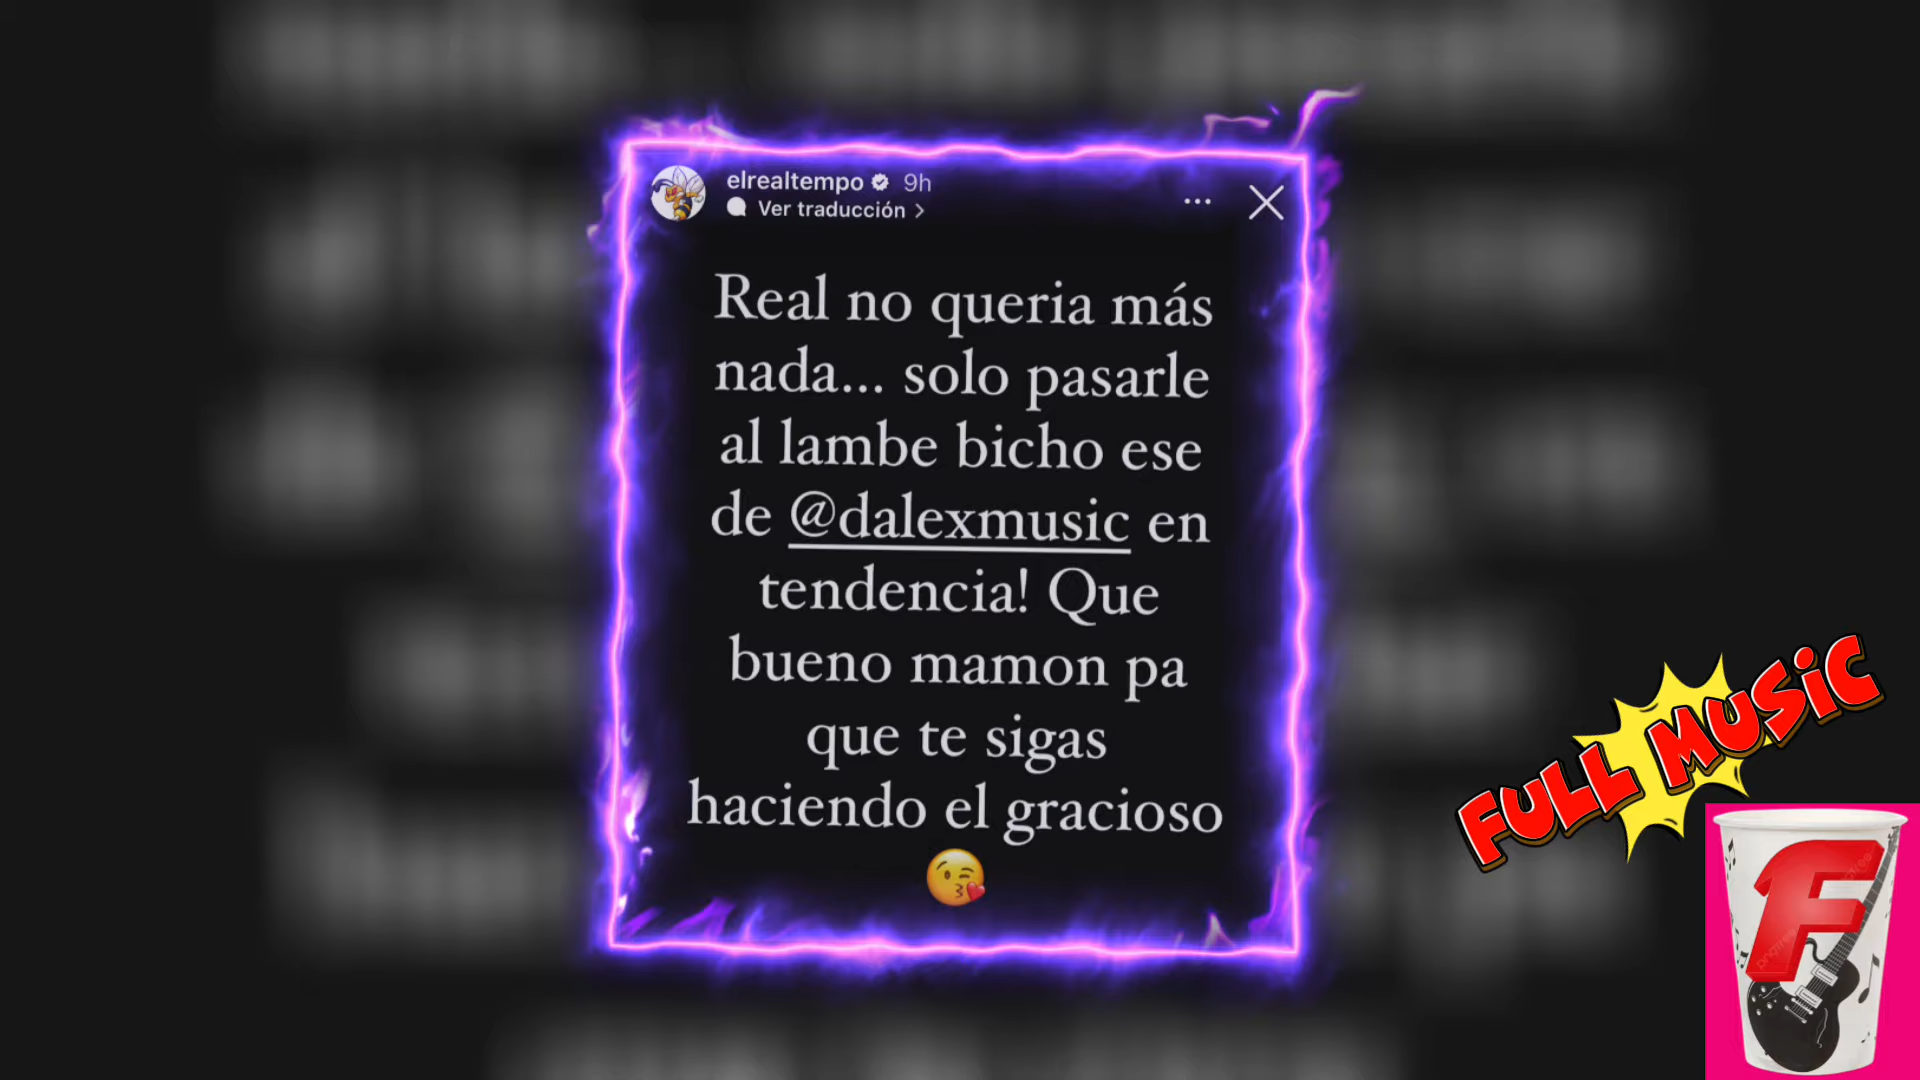 elrealtempo 9h
Ver traducción >
Real no queria más
nada... solo pasarle
al lambe bicho ese
de @dalexmusic en
tendencia! Que
bueno mamon pa
que te sigas
haciendo el gracioso
😘
FULL MUSIC
F